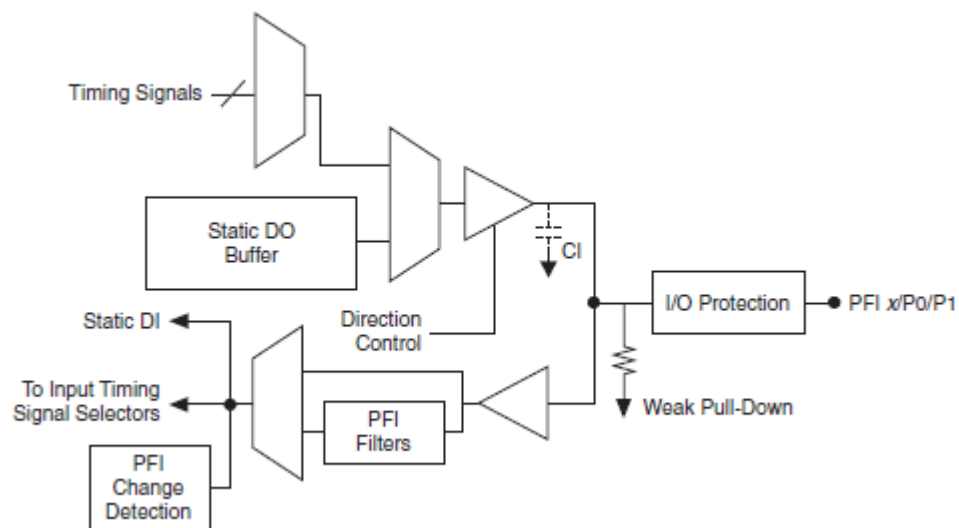 Timing Signals
Static DO
Buffer
CI
I/O Protection
PFI x/P0/P1
Direction
Control
Static DI
To Input Timing
Signal Selectors
PFI
Filters
Weak Pull-Down
PFI
Change
Detection